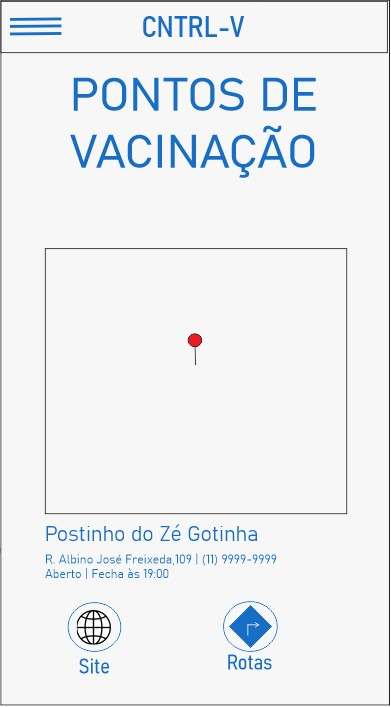 CNTRL-V
PONTOS DE
VACINAÇÃO
Postinho do Zé Gotinha
R. Albino José Freixeda,109 | (11) 9999-9999
Aberto | Fecha às 19:00
Site
Rotas